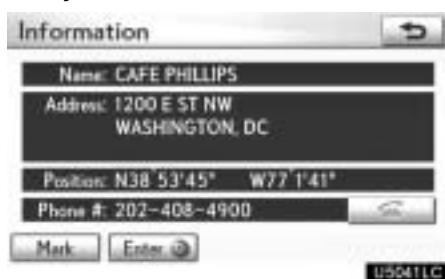 Information
Name: CAFE PHILLIPS
Address: 1200 E ST NW
WASHINGTON, DC
Position: N38°53'45" W77°1'41"
Phone #: 202-408-4900
Mark Enter
U5041LC